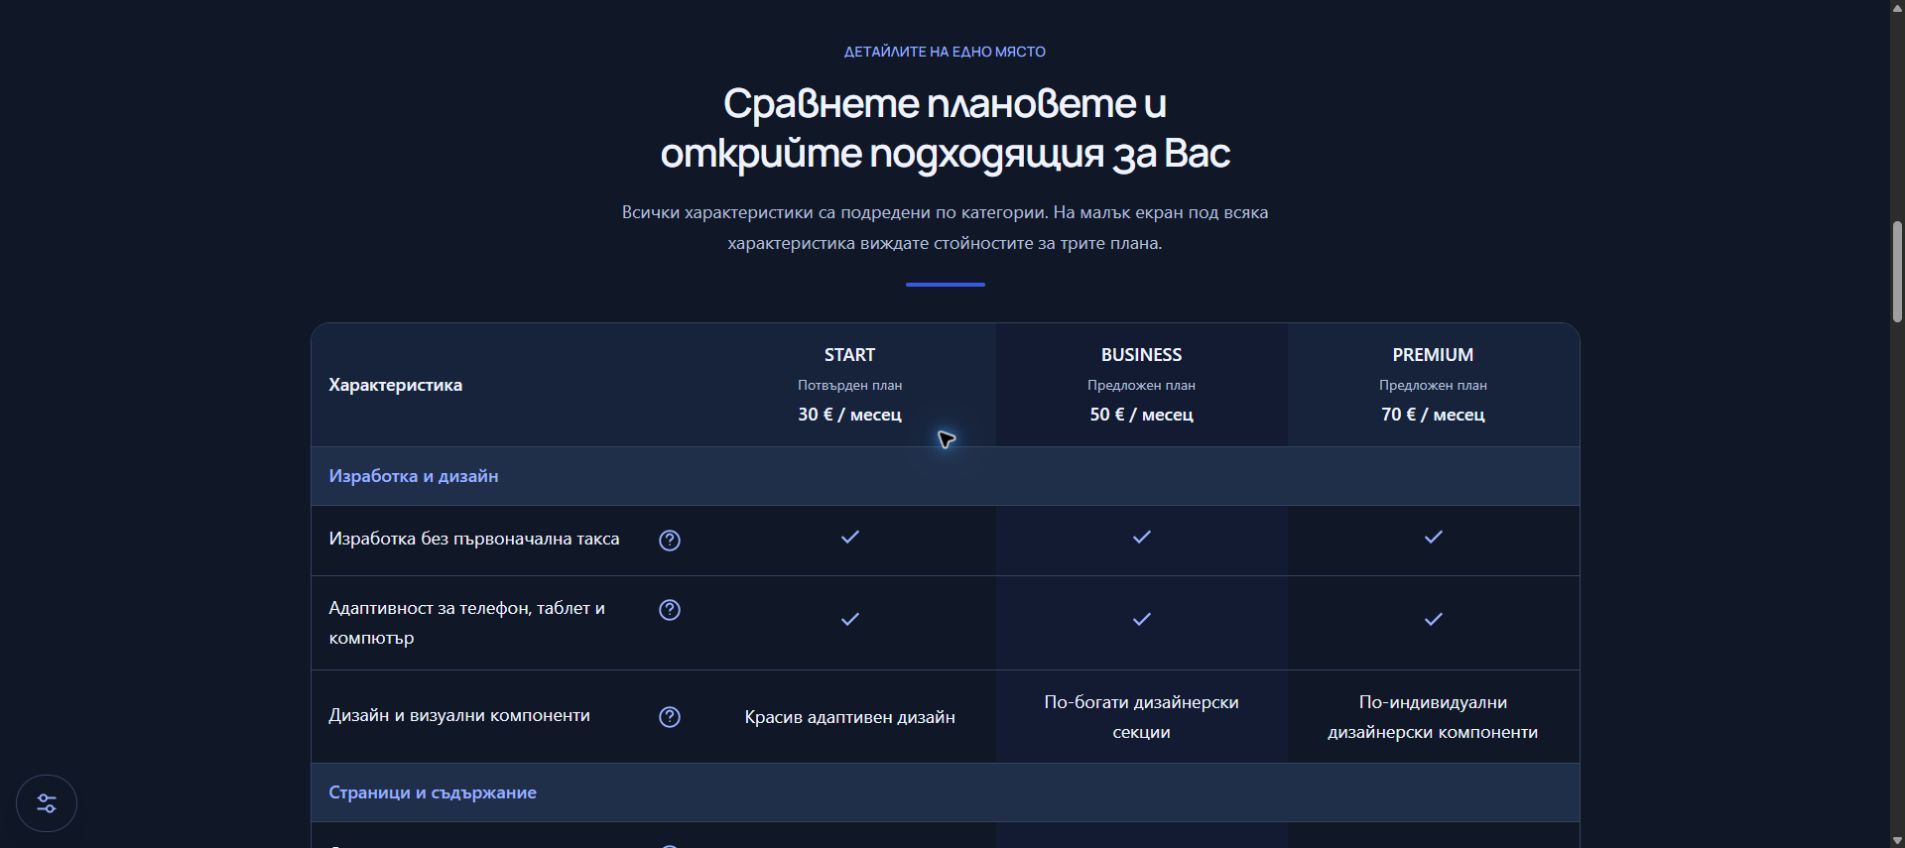 ДЕТАЙЛИТЕ НА ЕДНО МЯСТО
Сравнете плановете и
открийте подходящия за Вас
Всички характеристики са подредени по категории. На малък екран под всяка
характеристика виждате стойностите за трите плана.
Характеристика
START
Потвърден план
30 € / месец
BUSINESS
Предложен план
50 € / месец
PREMIUM
Предложен план
70 € / месец
Изработка и дизайн
Изработка без първоначална такса
Адаптивност за телефон, таблет и
компютър
Дизайн и визуални компоненти
Красив адаптивен дизайн
По-богати дизайнерски
секции
По-индивидуални
дизайнерски компоненти
Страници и съдържание